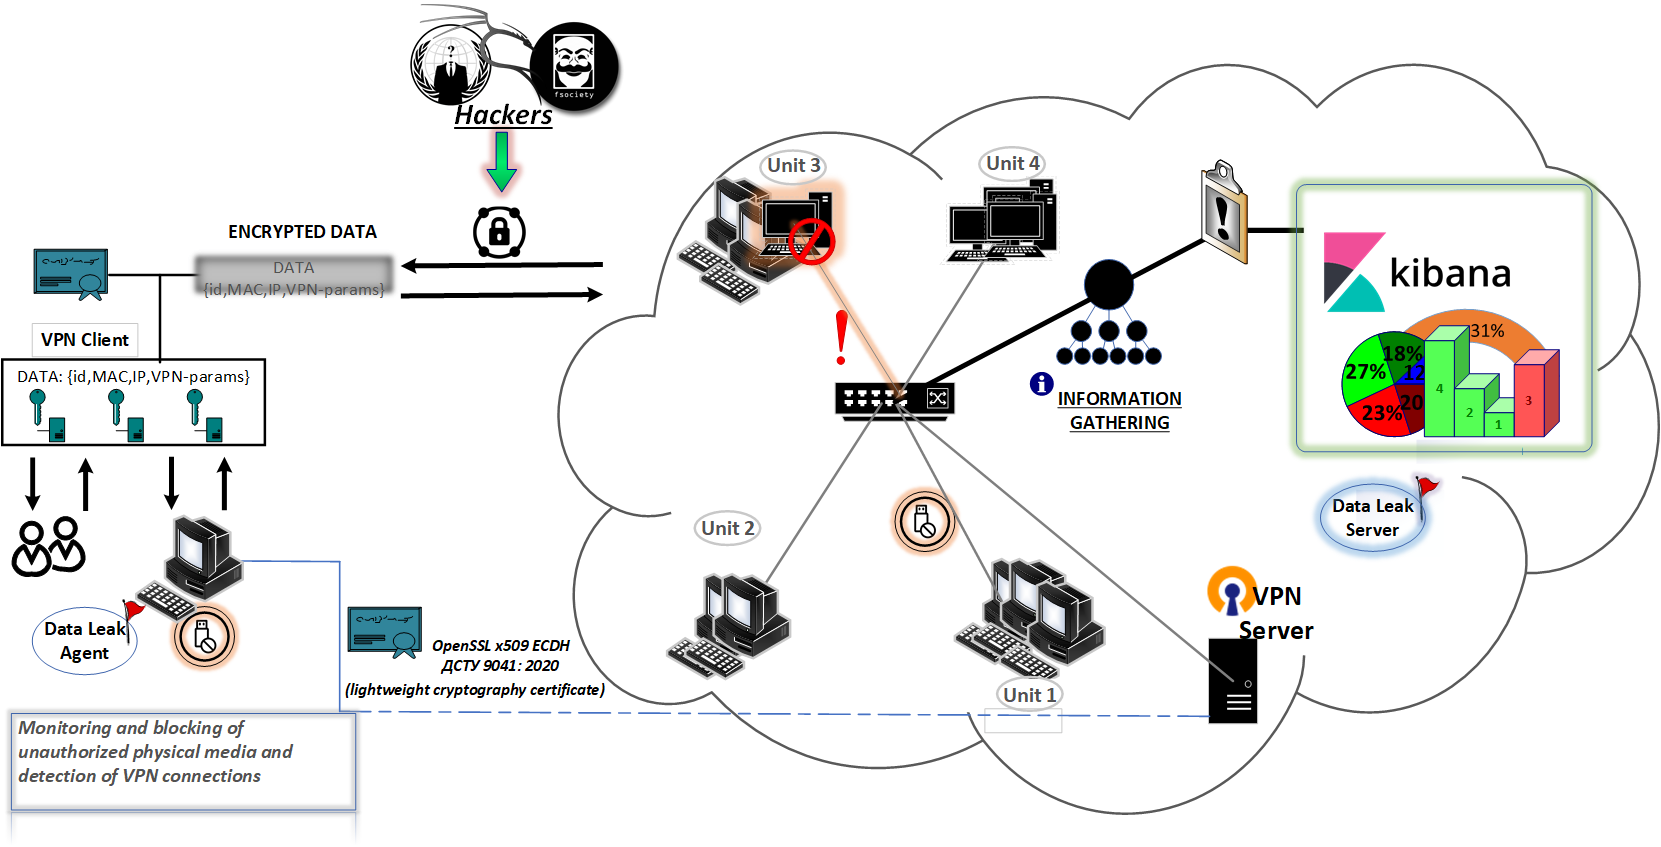 ?
fsociety
Hackers
ENCRYPTED DATA
DATA
{id,MAC,IP,VPN-params}
VPN Client
DATA: {id,MAC,IP,VPN-params}
Data Leak
Agent
OpenSSL x509 ECDH
ДСТУ 9041: 2020
(lightweight cryptography certificate)
Monitoring and blocking of
unauthorized physical media and
detection of VPN connections
Unit 3
Unit 4
!
!
i
INFORMATION
GATHERING
Unit 2
Unit 1
VPN
Server
kibana
31%
18%
27%
12
23%
20
4
2
1
3
Data Leak
Server